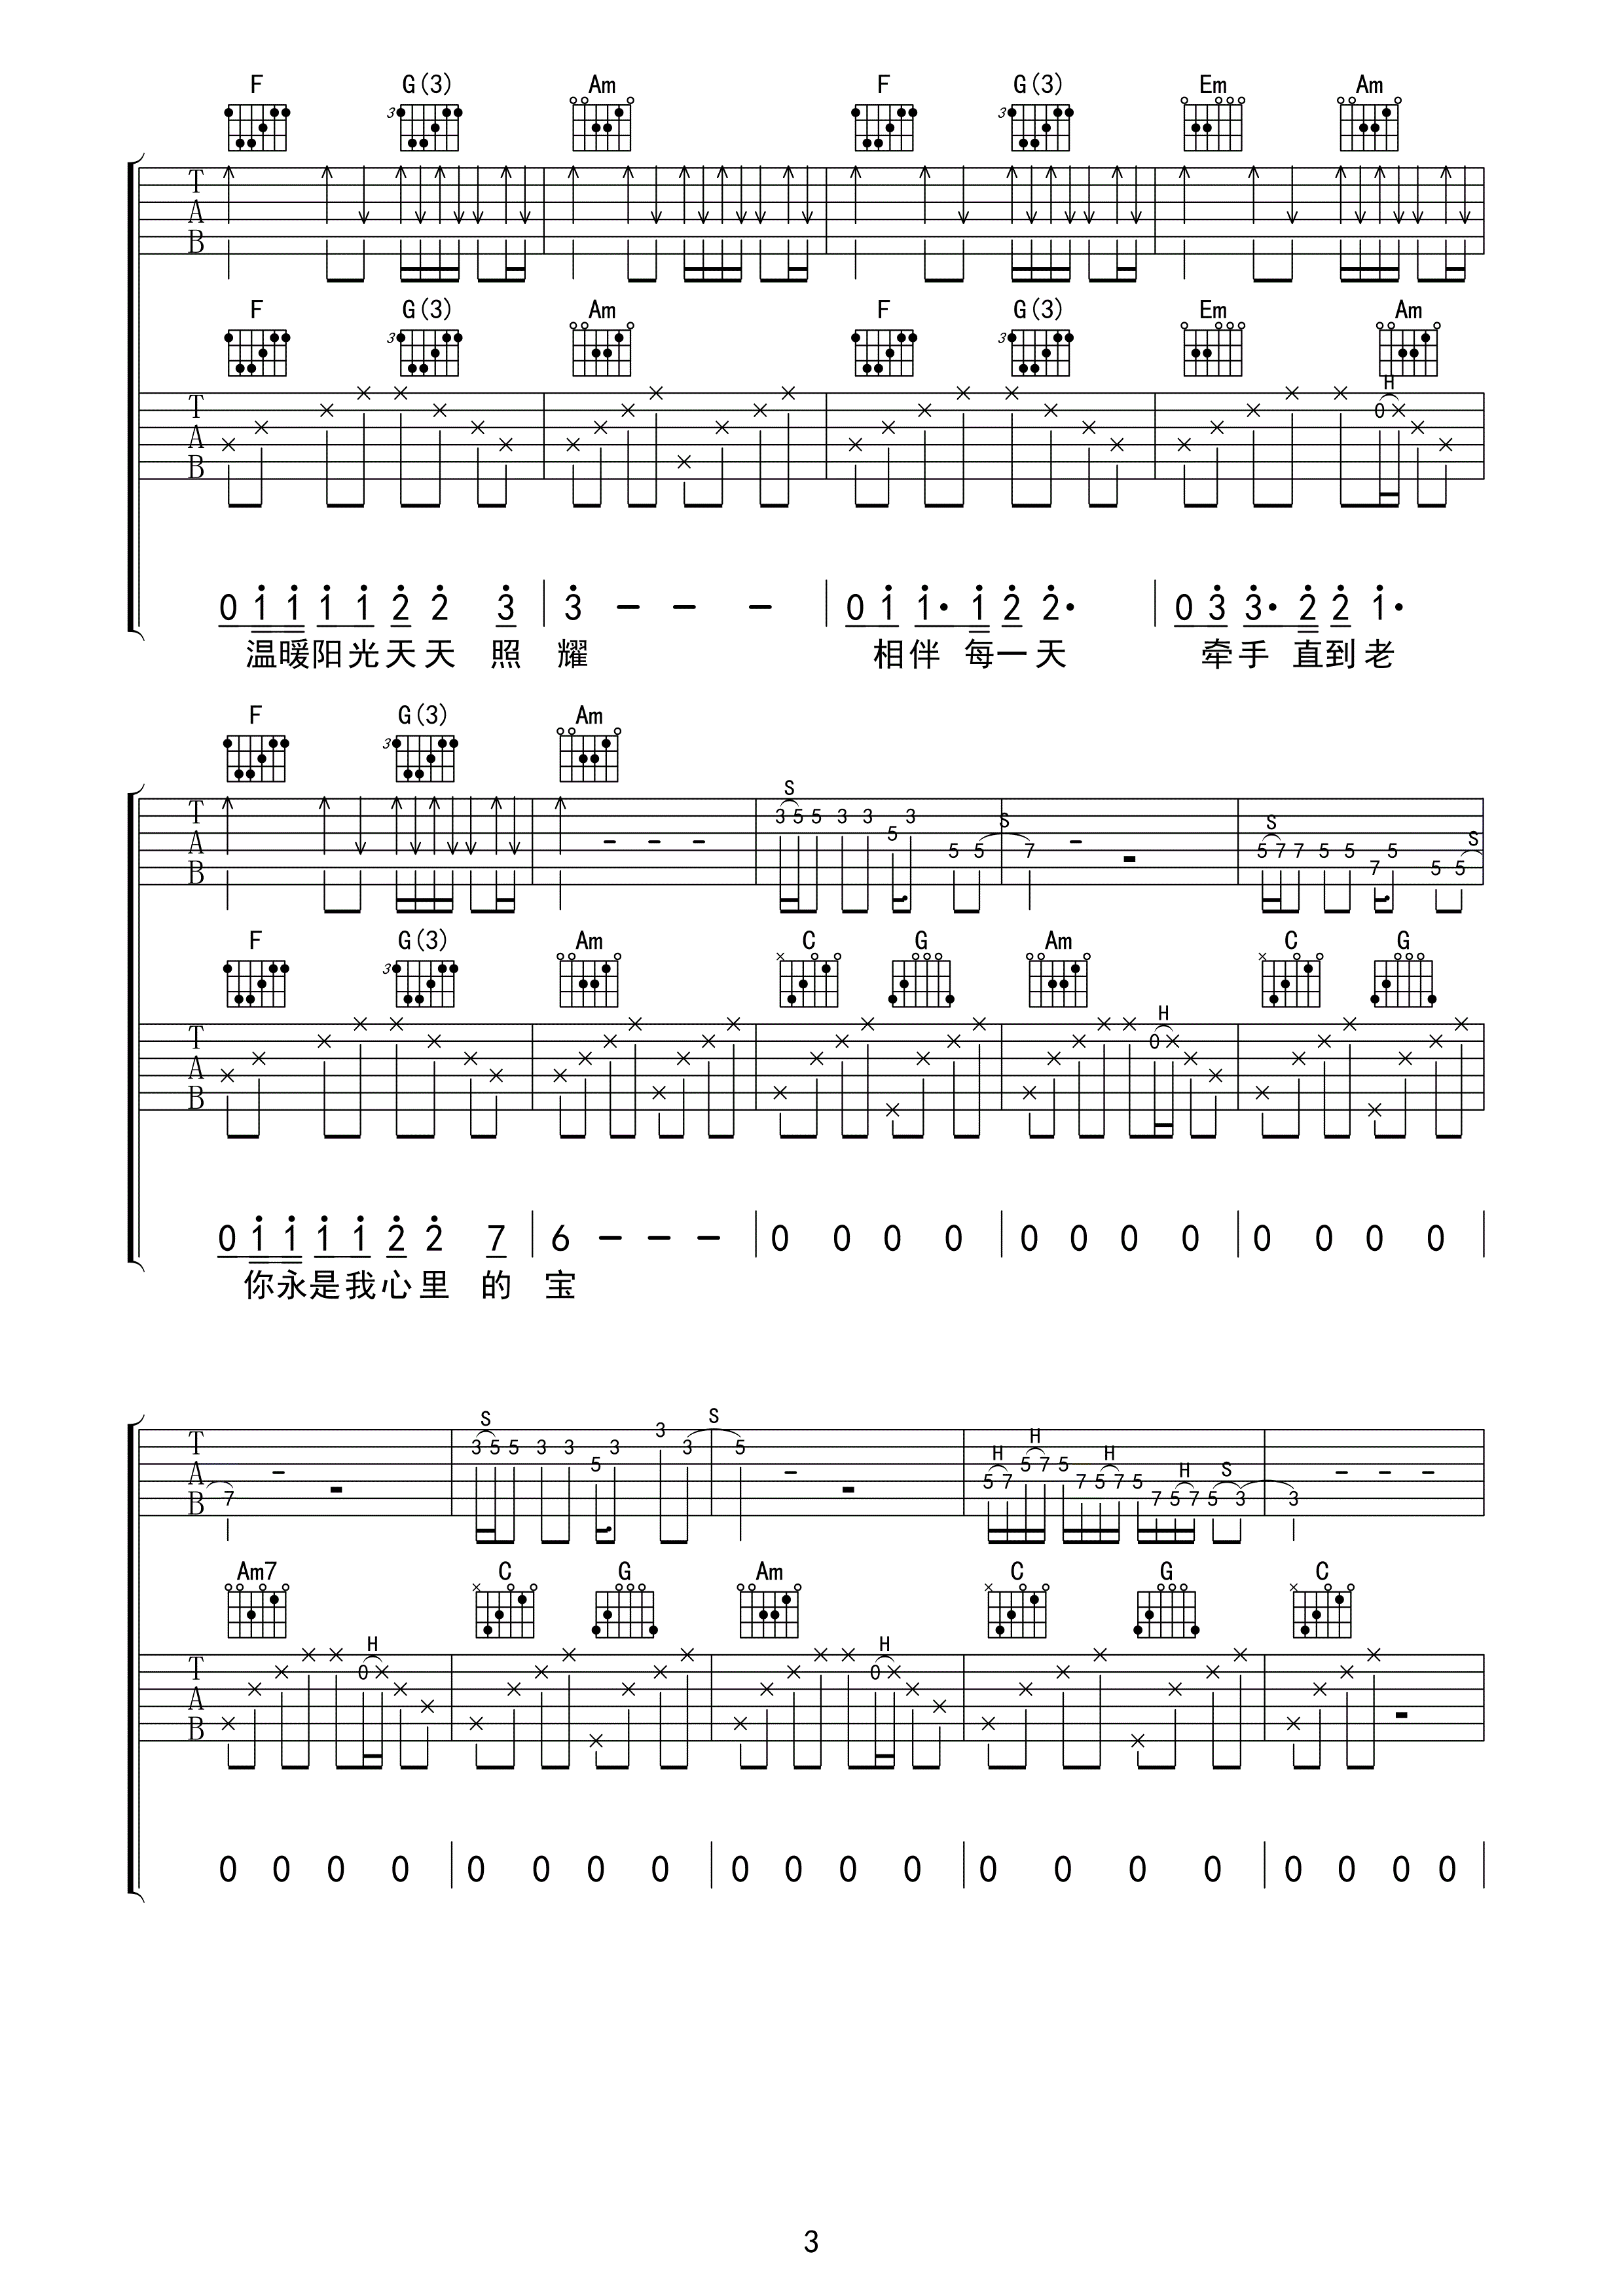 F G(3) Am F G(3) Em Am
3 3
T
A
B
F G(3) Am F G(3) Em Am
3 3
H
T 0
A
B
0 1 1 1 1 2 2 3 | 3 - - - | 0 1 1· 1 2 2· | 0 3 3· 2 2 1·
温暖阳光天天 照 耀 相伴 每一天 牵手 直到老
F G(3) Am
3
S S S S
T 3 5 5 3 3 5 3 5 5 7 5 7 7 5 5 7 5 5 5
A
B
F G(3) Am C G Am C G
3
H
T 0
A
B
0 1 1 1 1 2 2 7 | 6 - - - | 0 0 0 0 | 0 0 0 0 | 0 0 0 0
你永是我心里 的 宝
S S H H H H S
T 7 3 5 5 3 3 5 3 3 3 5 5 7 5 7 5 7 5 7 5 7 5 7 5 3 3
A
B
Am7 C G Am C G C
H H
T 0 0
A
B
0 0 0 0 | 0 0 0 0 | 0 0 0 0 | 0 0 0 0 | 0 0 0 0
3